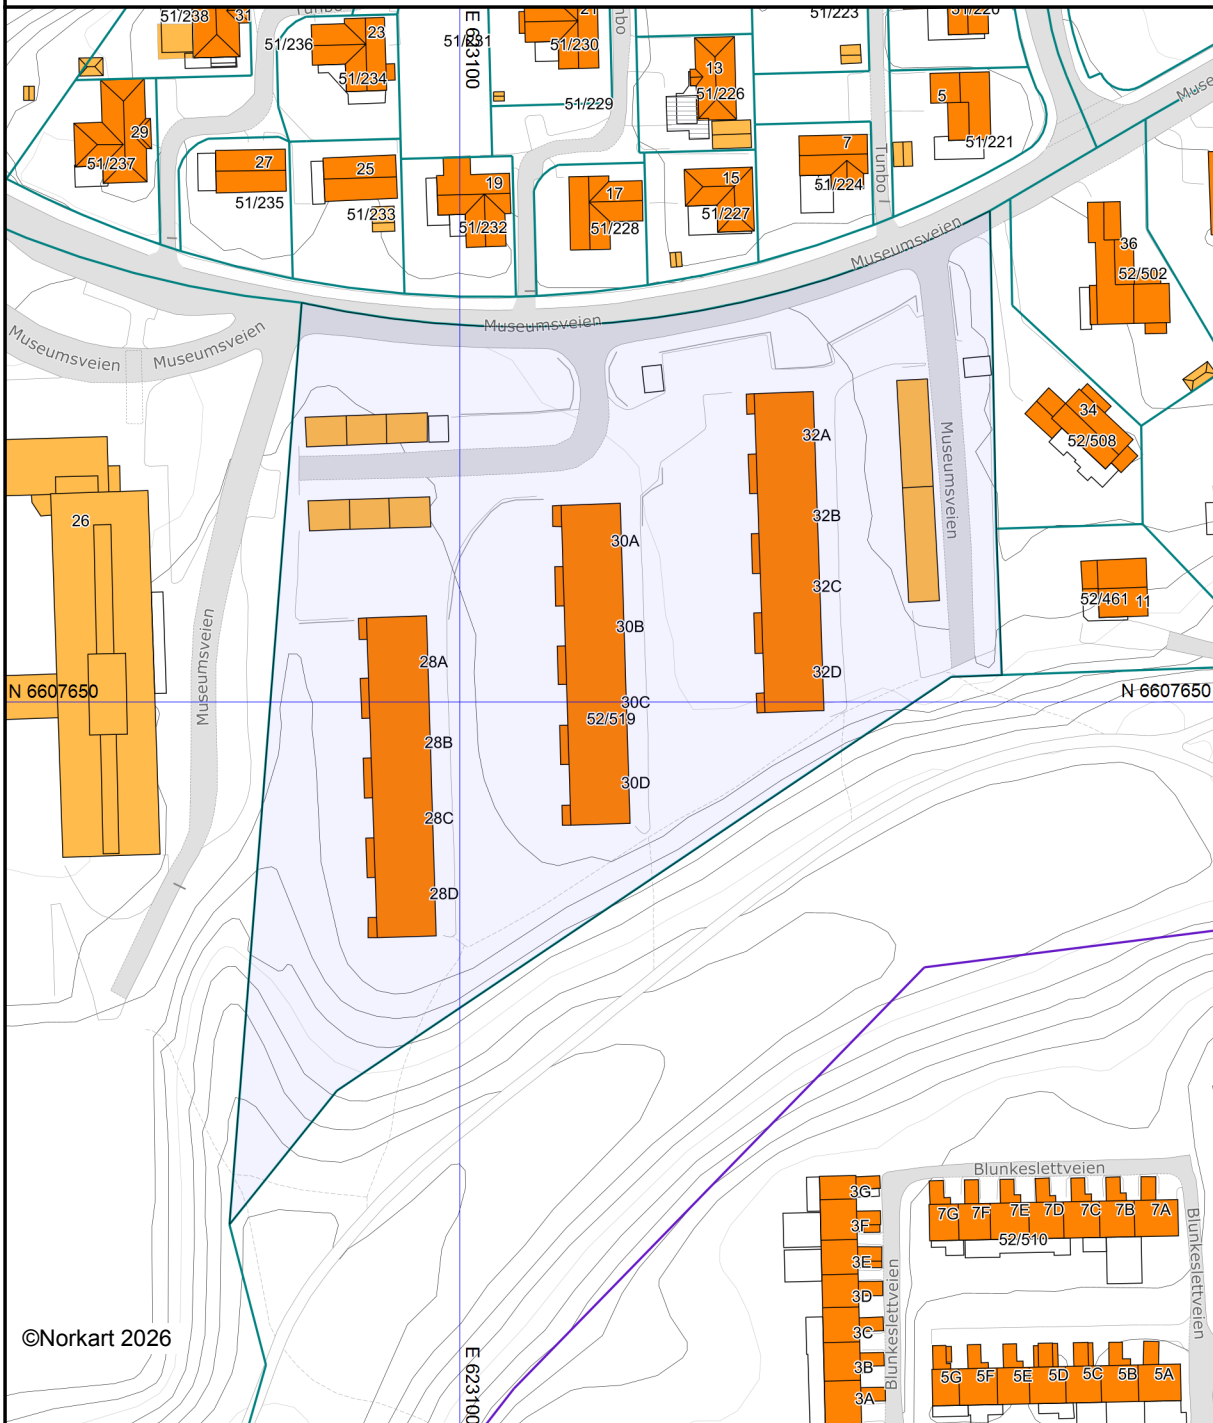 51/238
31
Tunbo
51/236
23
51/234
E 623100
51/231
21
51/230
Tunbo
51/223
51/220
13
51/226
51/229
5
51/221
Museumsveien
29
51/237
27
51/235
25
51/233
19
51/232
17
51/228
15
51/227
7
51/224
Tunbo
Museumsveien
36
52/502
Museumsveien
Museumsveien
Museumsveien
34
52/508
32A
Museumsveien
26
30A
32B
32C
52/461
11
30B
Museumsveien
28A
32D
N 6607650
N 6607650
30C
52/519
28B
30D
28C
28D
Blunkeslettveien
3G
7G
7F
7E
7D
7C
7B
7A
3F
52/510
Blunkeslettveien
3E
Blunkeslettveien
3D
3C
©Norkart 2026
E 623100
3B
5G
5F
5E
5D
5C
5B
5A
3A